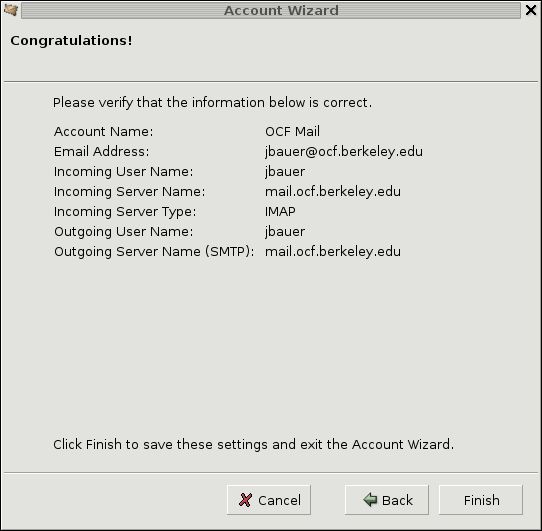 Account Wizard
Congratulations!
Please verify that the information below is correct.
Account Name: OCF Mail
Email Address: jbauer@ocf.berkeley.edu
Incoming User Name: jbauer
Incoming Server Name: mail.ocf.berkeley.edu
Incoming Server Type: IMAP
Outgoing User Name: jbauer
Outgoing Server Name (SMTP): mail.ocf.berkeley.edu
Click Finish to save these settings and exit the Account Wizard.
Cancel Back Finish